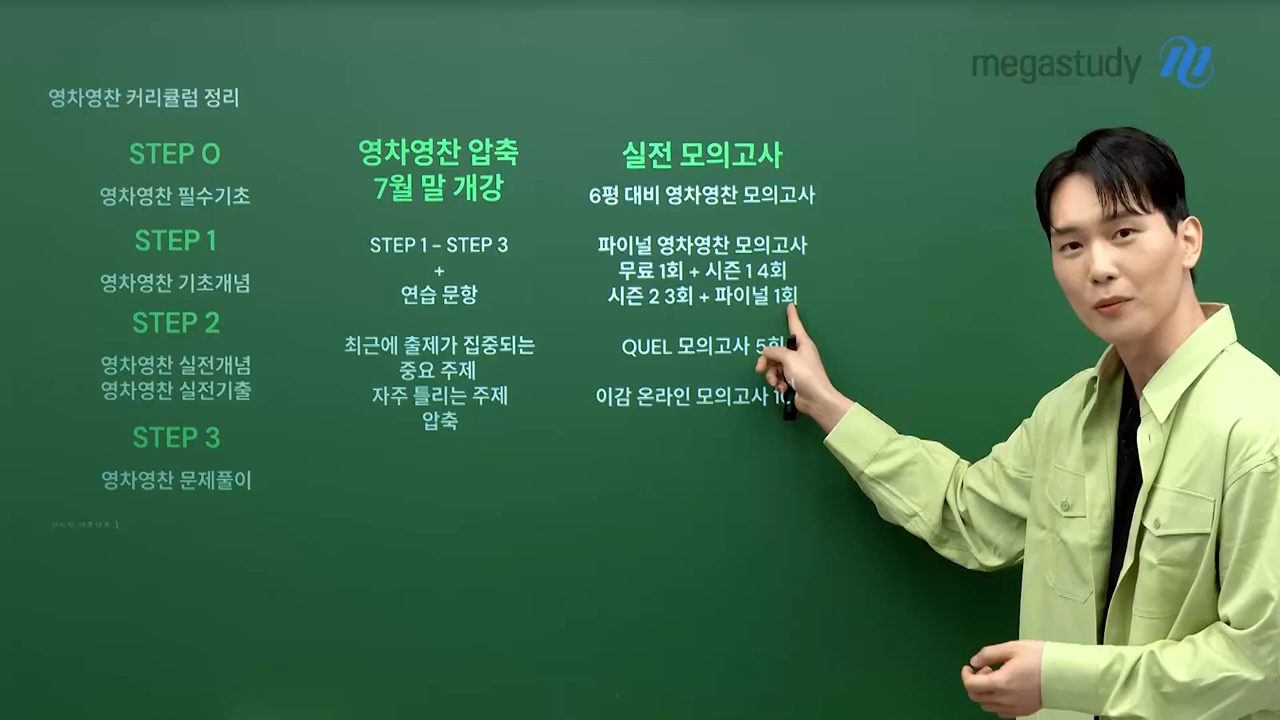 megastudy
영차영찬 커리큘럼 정리
STEP 0
영차영찬 필수기초
STEP 1
영차영찬 기초개념
STEP 2
영차영찬 실전개념
영차영찬 실전기출
STEP 3
영차영찬 문제풀이
영차영찬 압축
7월 말 개강
STEP 1 – STEP 3
+
연습 문항
최근에 출제가 집중되는
중요 주제
자주 틀리는 주제
압축
실전 모의고사
6평 대비 영차영찬 모의고사
파이널 영차영찬 모의고사
무료 1회 + 시즌 1 4회
시즌 2 3회 + 파이널 1회
QUEL 모의고사 5회
이감 온라인 모의고사